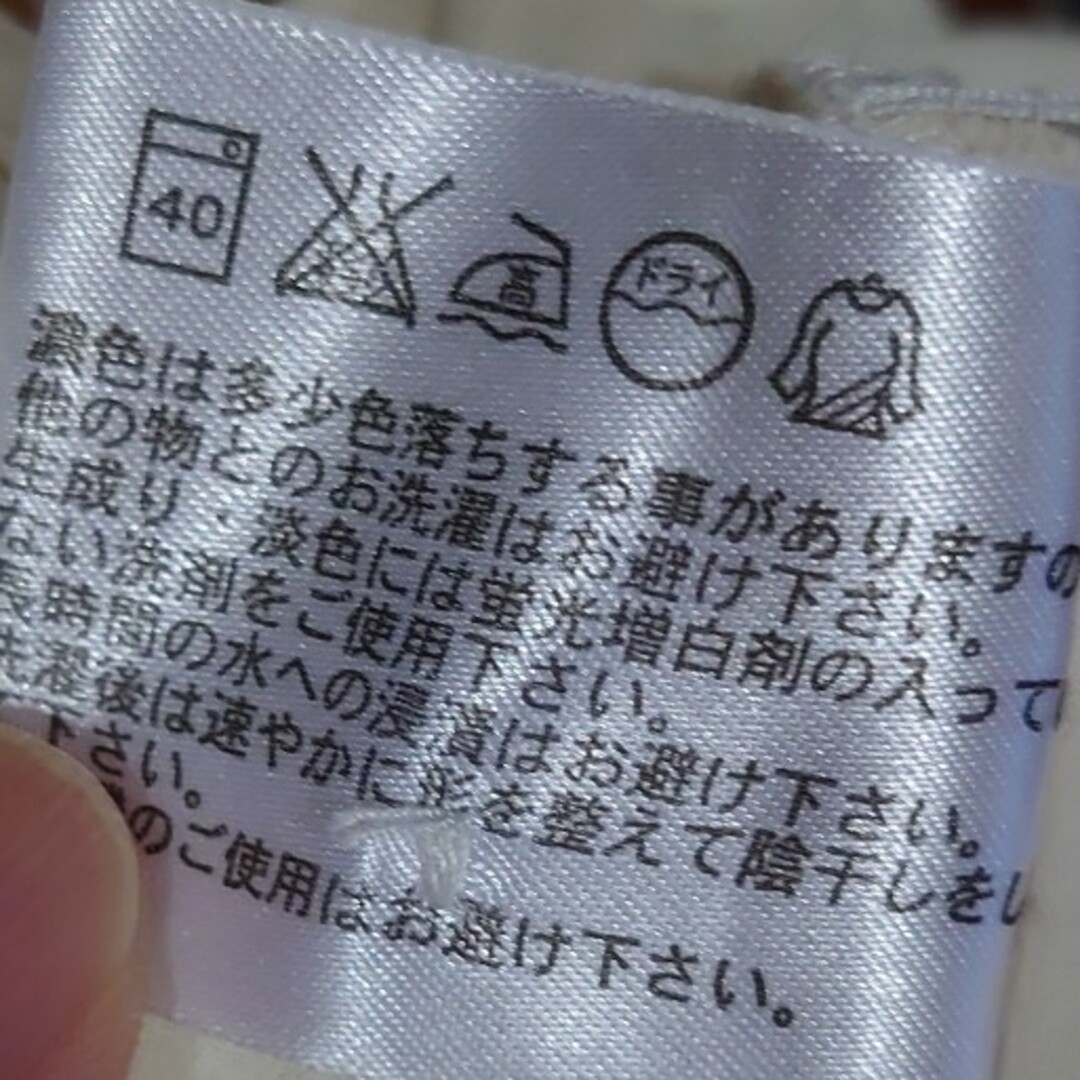 40
高
ドライ
濃色は多少色落ちする事がありますの
他の物とのお洗濯はお避け下さい。
生成り・淡色には蛍光増白剤の入って
ない洗剤をご使用下さい。
長時間の水への浸漬はお避け下さい。
洗濯後は速やかに形を整えて陰干しをし
下さい。
のご使用はお避け下さい。